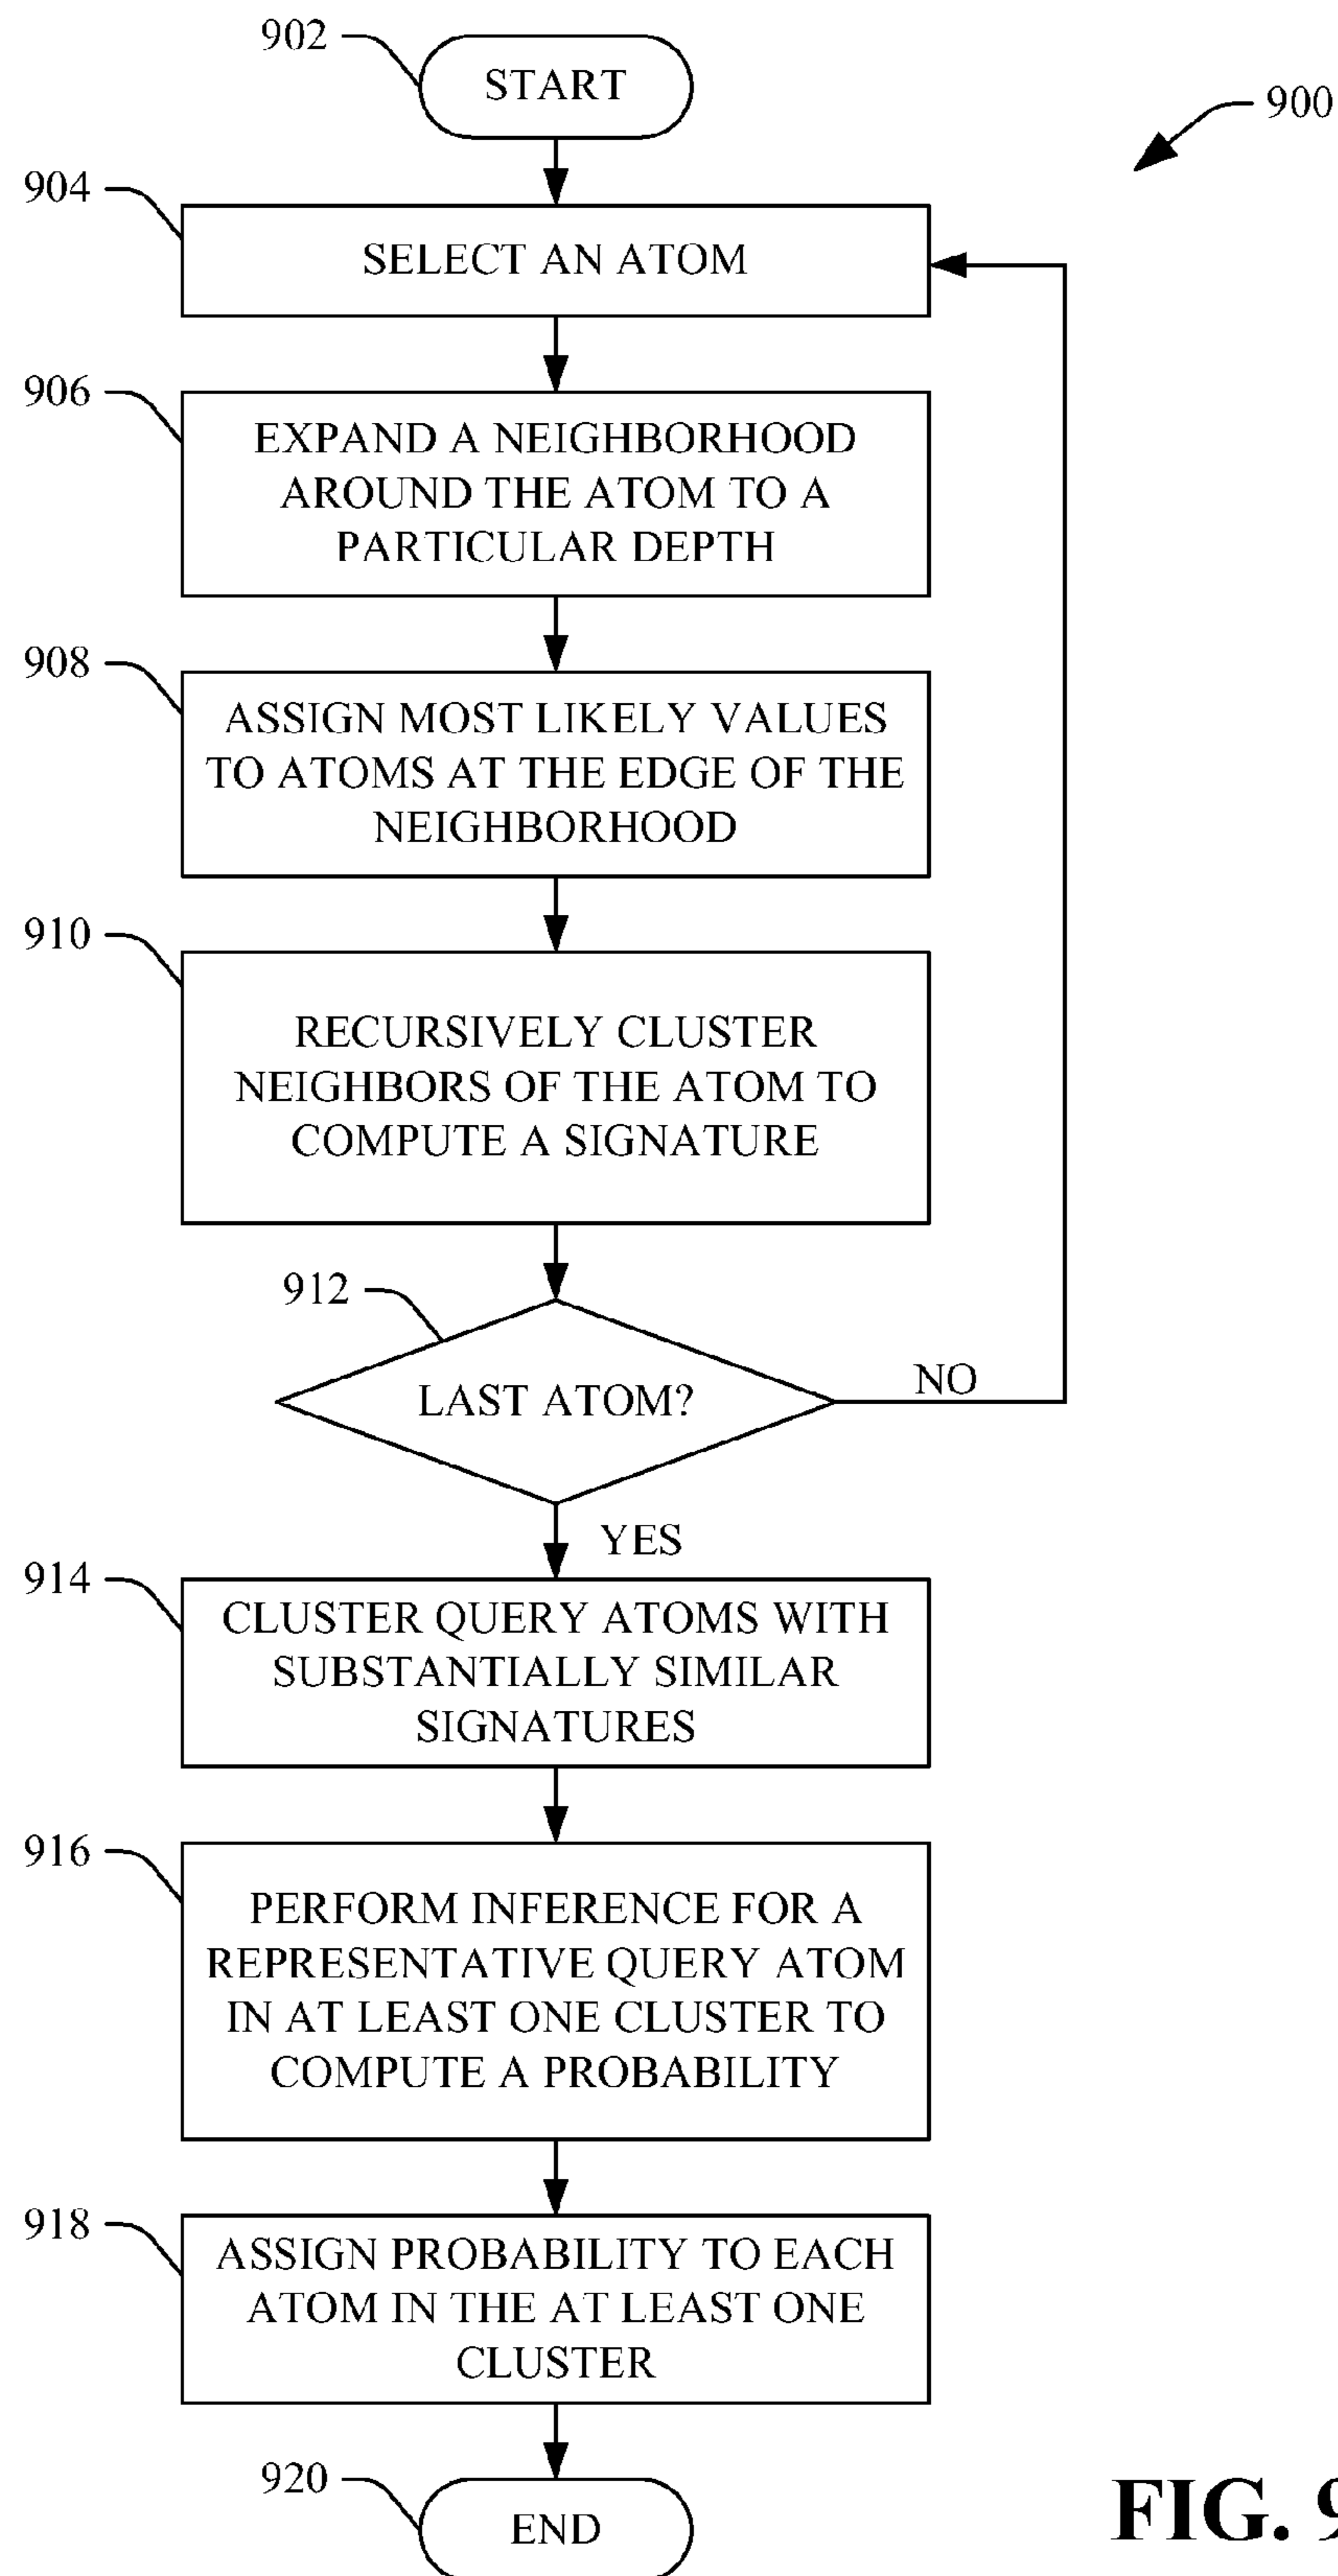 902
START
900
904
SELECT AN ATOM
906
EXPAND A NEIGHBORHOOD
AROUND THE ATOM TO A
PARTICULAR DEPTH
908
ASSIGN MOST LIKELY VALUES
TO ATOMS AT THE EDGE OF THE
NEIGHBORHOOD
910
RECURSIVELY CLUSTER
NEIGHBORS OF THE ATOM TO
COMPUTE A SIGNATURE
912
LAST ATOM?
NO
YES
914
CLUSTER QUERY ATOMS WITH
SUBSTANTIALLY SIMILAR
SIGNATURES
916
PERFORM INFERENCE FOR A
REPRESENTATIVE QUERY ATOM
IN AT LEAST ONE CLUSTER TO
COMPUTE A PROBABILITY
918
ASSIGN PROBABILITY TO EACH
ATOM IN THE AT LEAST ONE
CLUSTER
920
END
FIG. 9